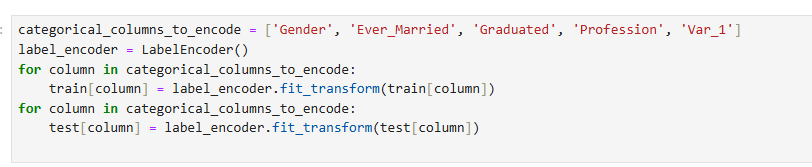 categorical_columns_to_encode = ['Gender', 'Ever_Married', 'Graduated', 'Profession', 'Var_1']
label_encoder = LabelEncoder()
for column in categorical_columns_to_encode:
    train[column] = label_encoder.fit_transform(train[column])
for column in categorical_columns_to_encode:
    test[column] = label_encoder.fit_transform(test[column])